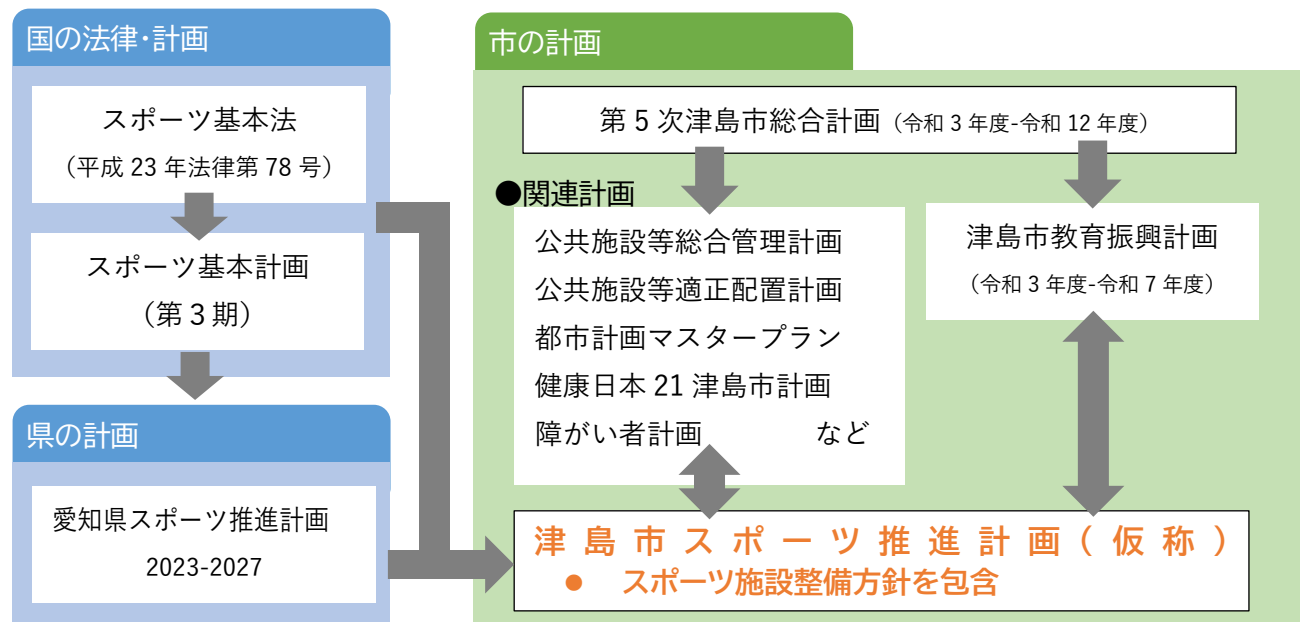 国の法律・計画
スポーツ基本法
（平成 23 年法律第 78 号）
スポーツ基本計画
（第３期）
県の計画
愛知県スポーツ推進計画
2023-2027
市の計画
第 5 次津島市総合計画（令和 3 年度-令和 12 年度）
●関連計画
公共施設等総合管理計画
公共施設等適正配置計画
都市計画マスタープラン
健康日本 21 津島市計画
障がい者計画　　　　など
津島市教育振興計画
（令和 3 年度-令和 7 年度）
津島市スポーツ推進計画（仮称）
● スポーツ施設整備方針を包含